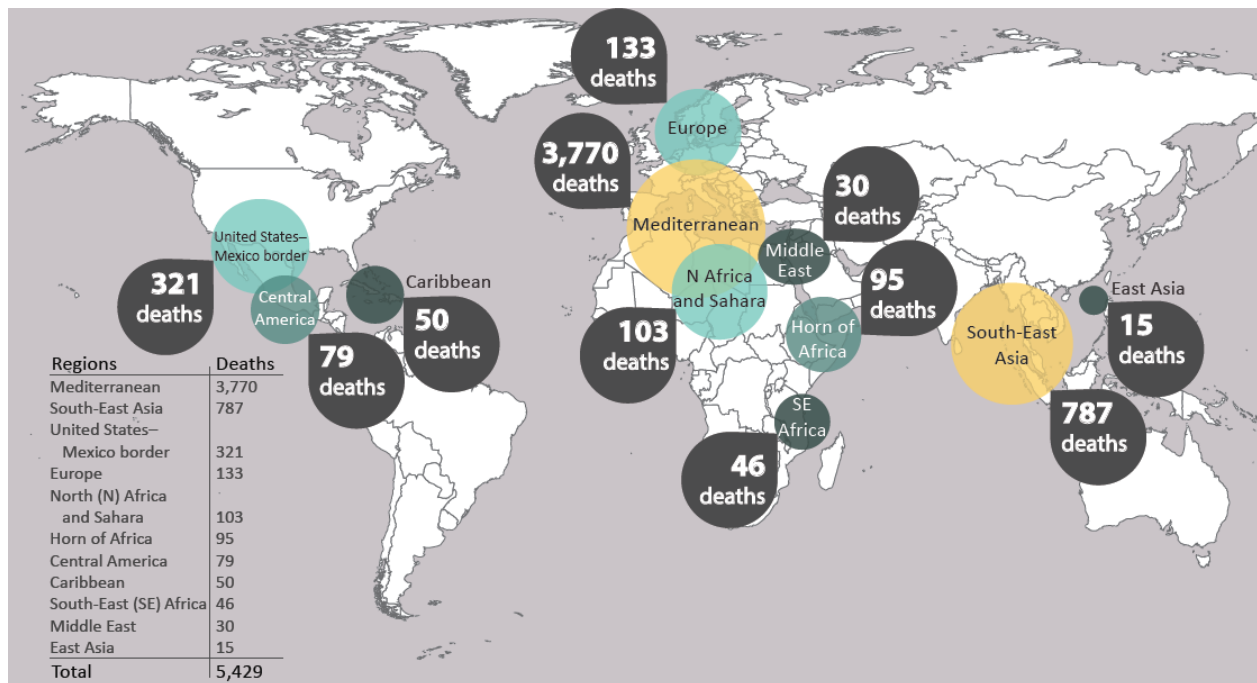 133
deaths
Europe
3,770
deaths
30
deaths
Mediterranean
United States–
Mexico border
Middle
East
N Africa
and Sahara
321
deaths
Central
America
Caribbean
50
deaths
95
deaths
East Asia
15
deaths
103
deaths
Horn of
Africa
South-East
Asia
79
deaths
SE
Africa
46
deaths
787
deaths
Regions Deaths
Mediterranean 3,770
South-East Asia 787
United States–
Mexico border 321
Europe 133
North (N) Africa
and Sahara 103
Horn of Africa 95
Central America 79
Caribbean 50
South-East (SE) Africa 46
Middle East 30
East Asia 15
Total 5,429